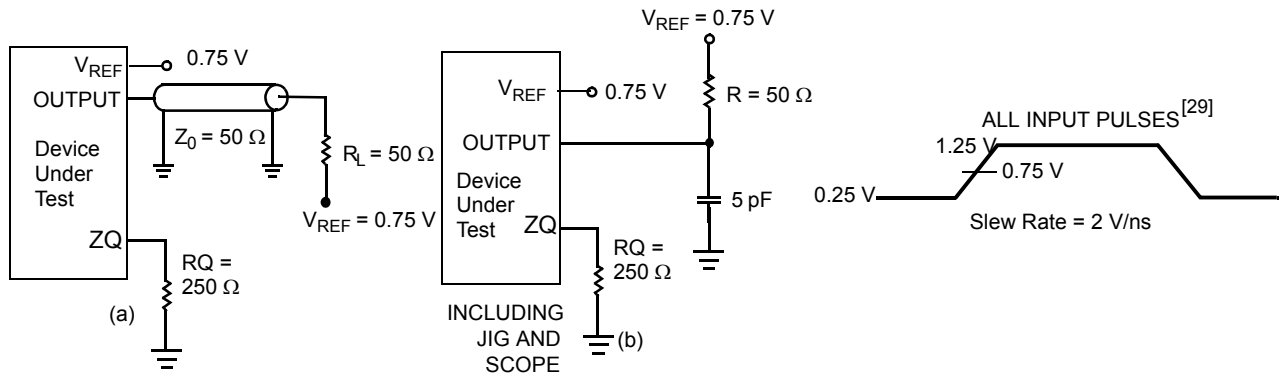 V_REF
0.75 V
OUTPUT
Z_0 = 50 Ω
Device
Under
Test
R_L = 50 Ω
V_REF = 0.75 V
ZQ
RQ =
250 Ω
(a)
V_REF = 0.75 V
R = 50 Ω
V_REF
0.75 V
OUTPUT
Device
Under
Test
5 pF
ZQ
RQ =
250 Ω
INCLUDING
JIG AND
SCOPE
(b)
ALL INPUT PULSES[29]
1.25 V
0.75 V
0.25 V
Slew Rate = 2 V/ns